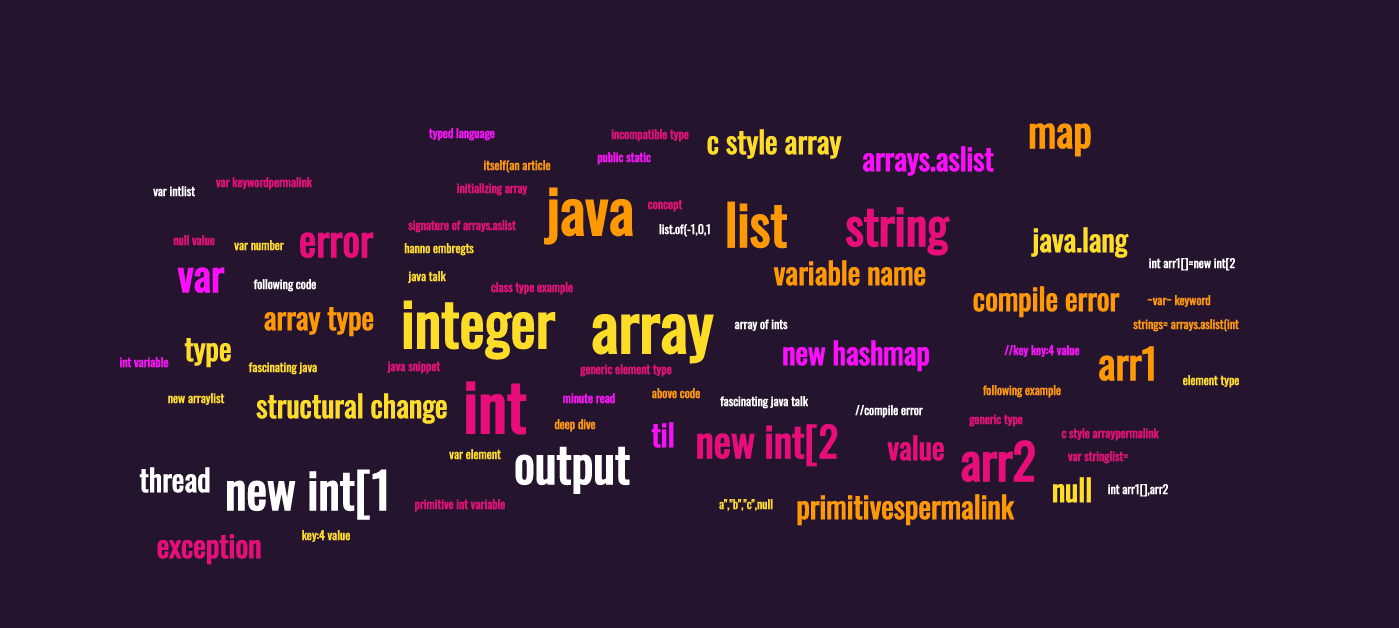 map
typed language
incompatible type
c style array
public static
arrays.aslist
itself(an article
var keywordpermalink
var intlist
initializing array
java
concept
list
string
signature of arrays.aslist
list.of(-1,0,1
null value
var number
error
hanno embregts
java.lang
int arr1[]=new int[2
var
following code
java talk
class type example
variable name
compile error
~var~ keyword
array type
integer
array
array of ints
strings= arrays.aslist(int
type
new hashmap
//key key:4 value
arr1
int variable
fascinating java
java snippet
generic element type
element type
new arraylist
structural change
int
minute read
above code
fascinating java talk
//compile error
following example
deep dive
til
new int[2
value
generic type
c style arraypermalink
var element
output
arr2
var stringlist=
thread
new int[1
primitive int variable
a","b","c",null
primitivespermalink
null
int arr1[],arr2
exception
key:4 value